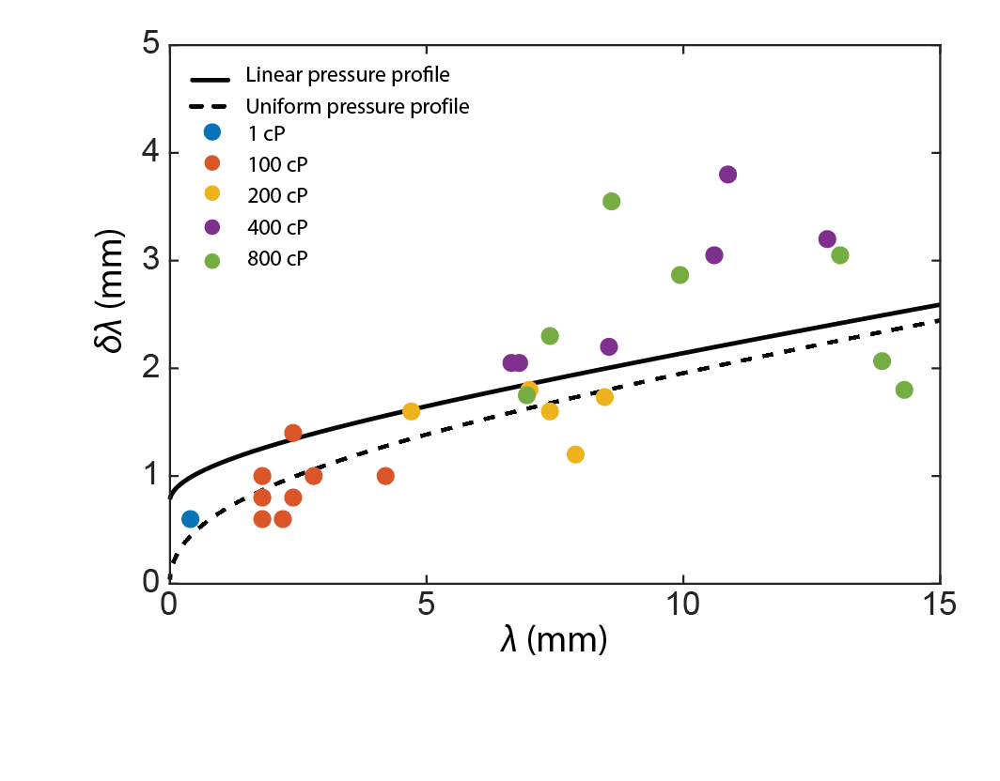 5
4
3
2
1
0
δλ (mm)
Linear pressure profile
Uniform pressure profile
1 cP
100 cP
200 cP
400 cP
800 cP
0 5 10 15
λ (mm)